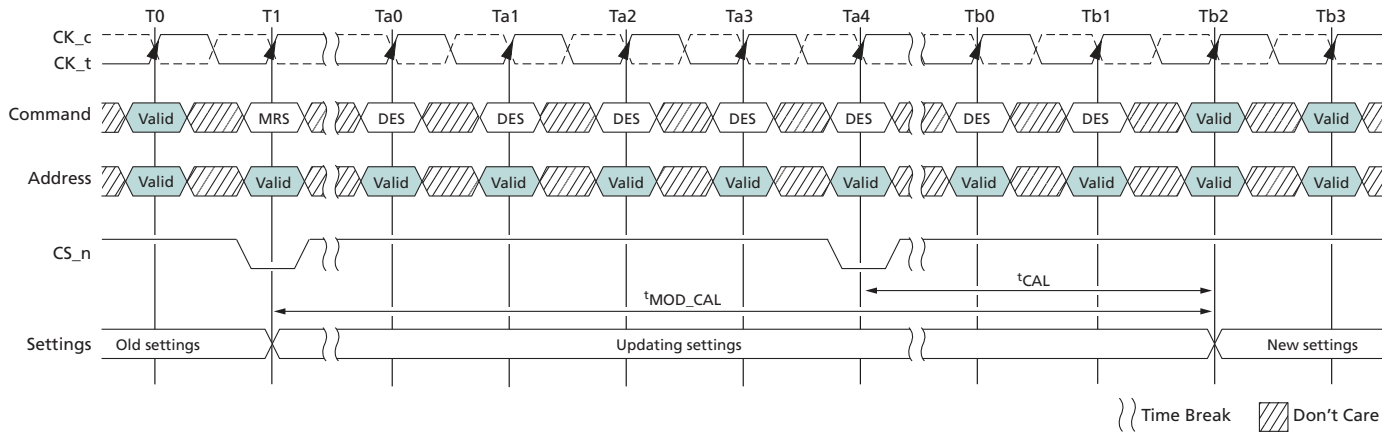 T0 T1 Ta0 Ta1 Ta2 Ta3 Ta4 Tb0 Tb1 Tb2 Tb3
CK_c
CK_t
Command Valid MRS DES DES DES DES DES DES DES Valid Valid
Address Valid Valid Valid Valid Valid Valid Valid Valid Valid Valid Valid
CS_n
tCAL
tMOD_CAL
Settings Old settings Updating settings New settings
Time Break Don't Care